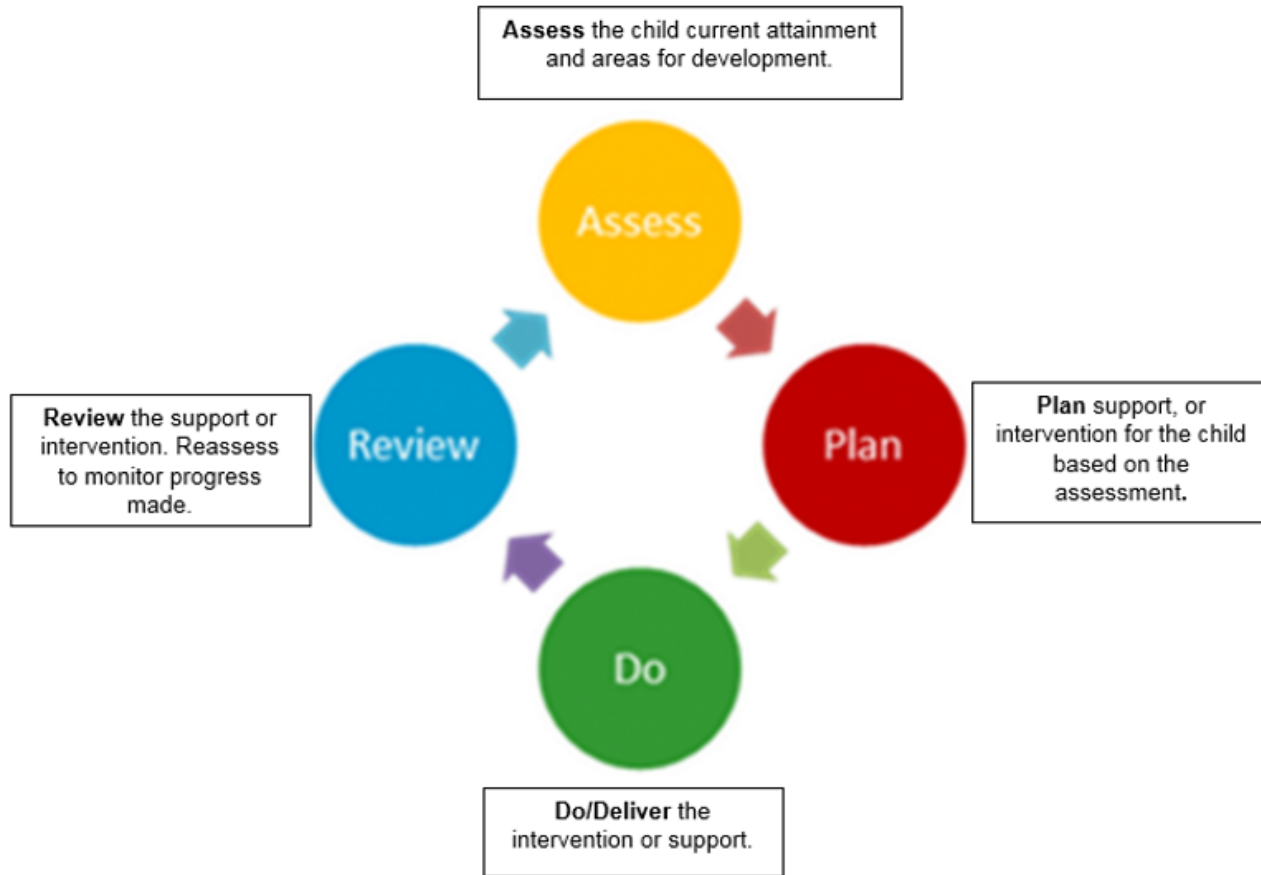 Assess the child current attainment
and areas for development.
Assess
Review the support or
intervention. Reassess
to monitor progress
made.
Review
Plan
Plan support, or
intervention for the child
based on the
assessment.
Do
Do/Deliver the
intervention or support.